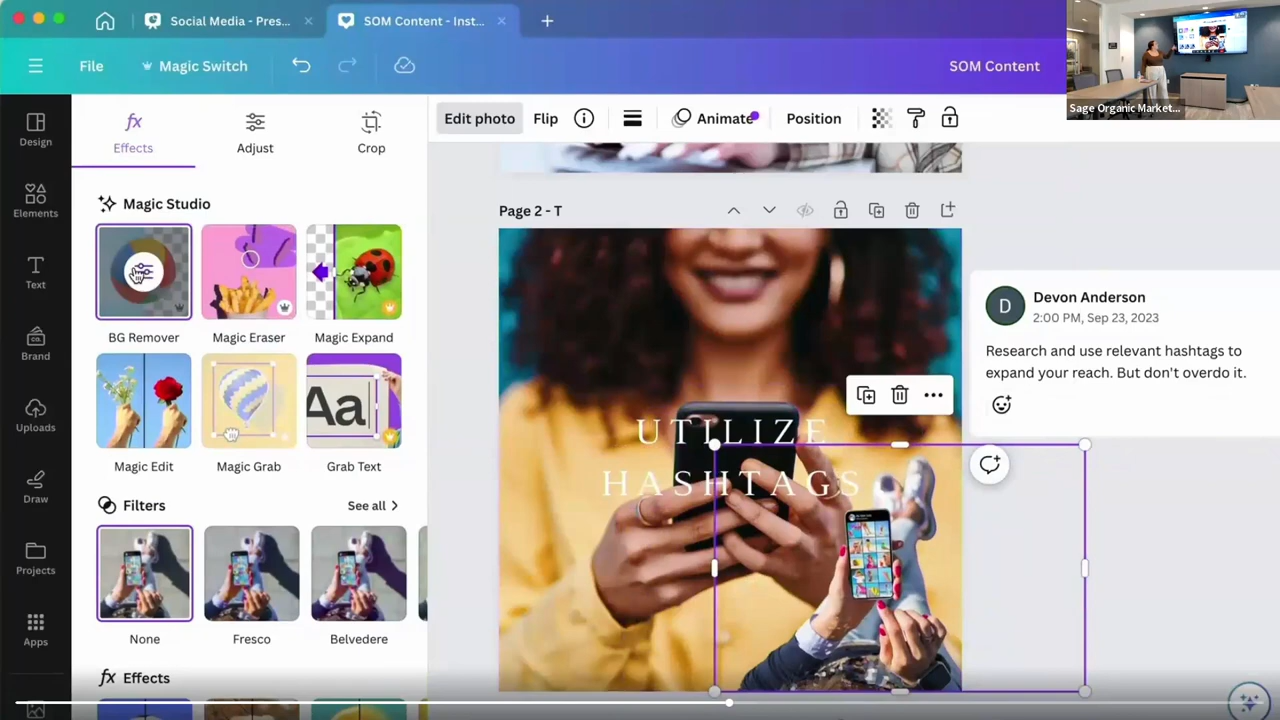 Social Media - Pres...
SOM Content - Inst...
File
Magic Switch
SOM Content
Sage Organic Market...
Design
Elements
Text
Brand
Uploads
Draw
Projects
Apps
fx
Effects
Adjust
Crop
Magic Studio
BG Remover
Magic Eraser
Magic Expand
Aa
Magic Edit
Magic Grab
Grab Text
Filters
See all
None
Fresco
Belvedere
fx Effects
Edit photo
Flip
Animate
Position
Page 2 - T
UTILIZE
HASHTAGS
D
Devon Anderson
2:00 PM, Sep 23, 2023
Research and use relevant hashtags to
expand your reach. But don't overdo it.